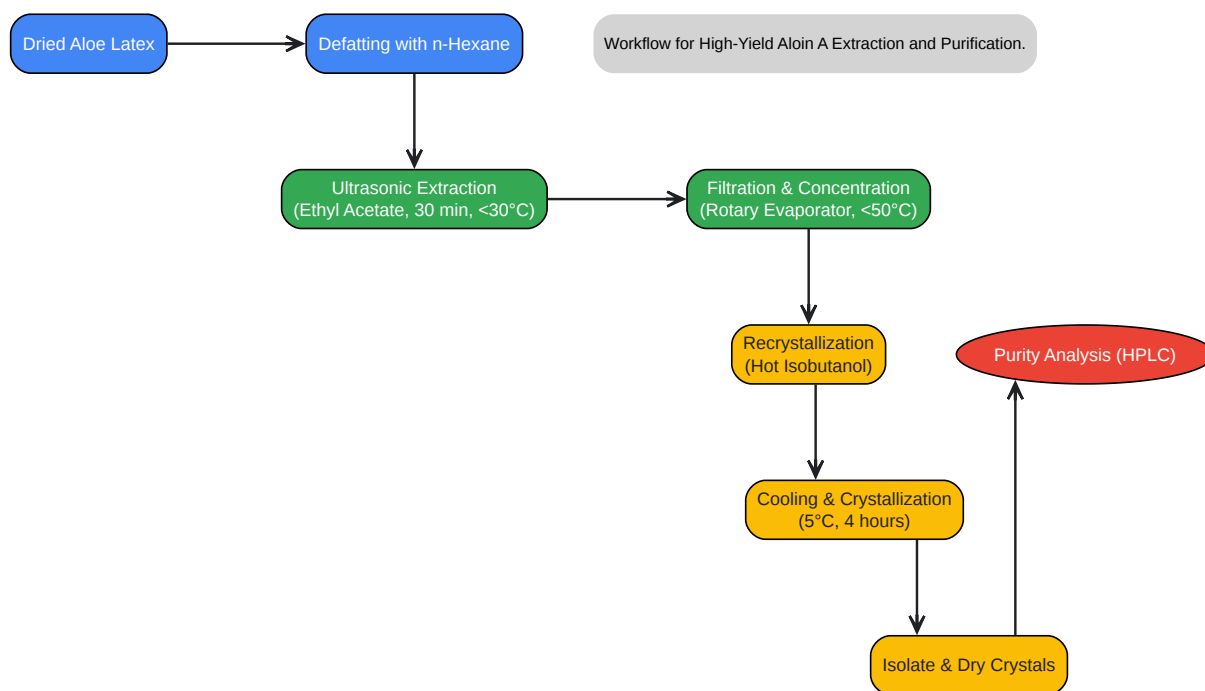 Dried Aloe Latex
Defatting with n-Hexane
Workflow for High-Yield Aloin A Extraction and Purification.
Ultrasonic Extraction
(Ethyl Acetate, 30 min, <30°C)
Filtration & Concentration
(Rotary Evaporator, <50°C)
Recrystallization
(Hot Isobutanol)
Purity Analysis (HPLC)
Cooling & Crystallization
(5°C, 4 hours)
Isolate & Dry Crystals